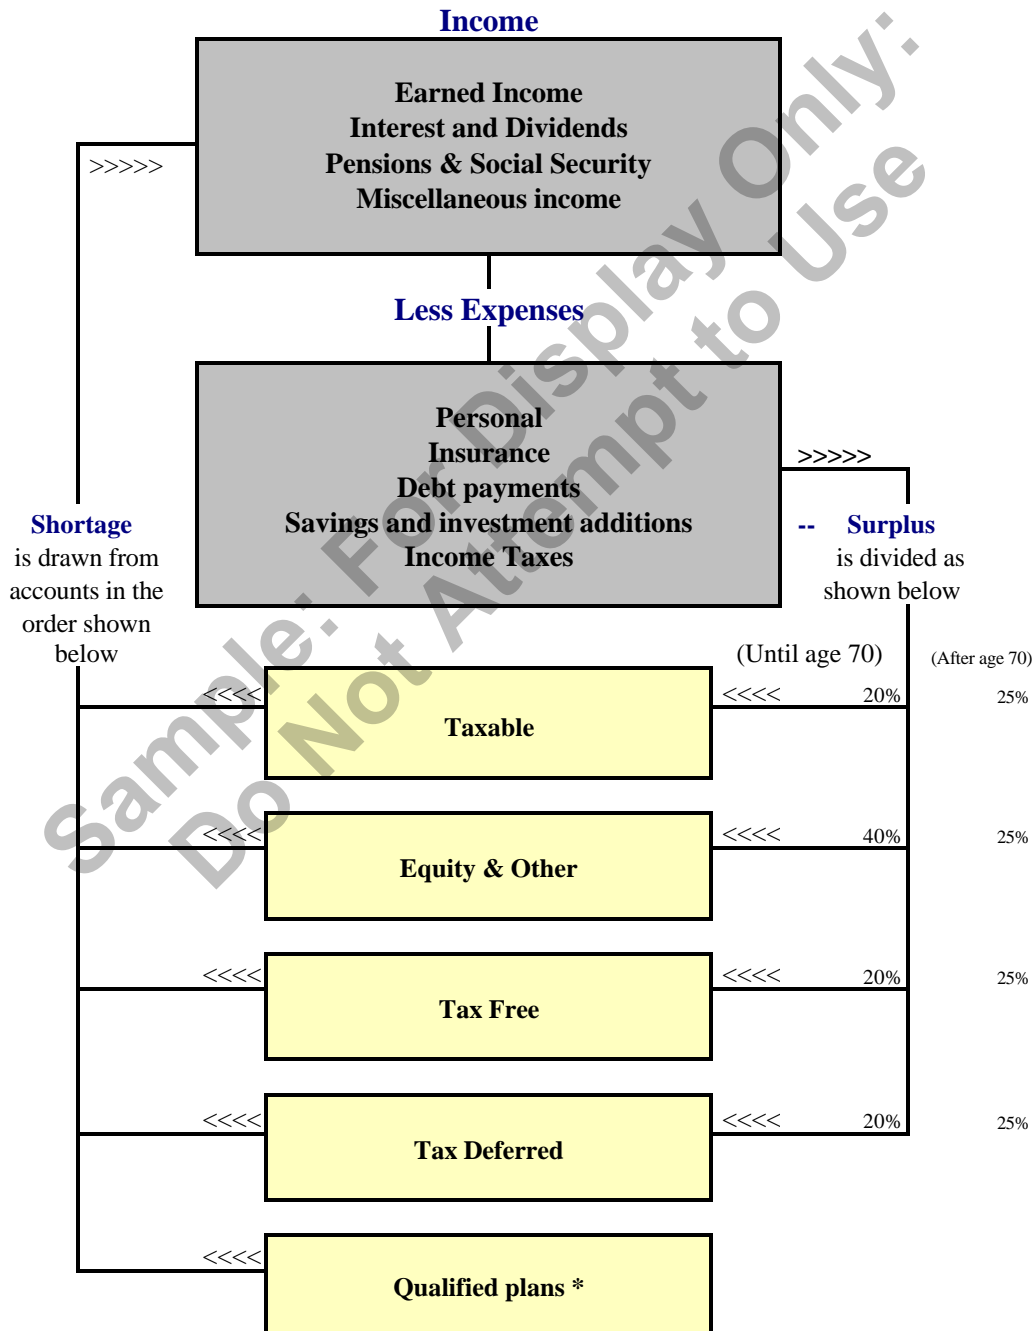 Income
Earned Income
Interest and Dividends
Pensions & Social Security
Miscellaneous income
>>>>>
Less Expenses
Personal
Insurance
Debt payments
Savings and investment additions
Income Taxes
>>>>>
Shortage
is drawn from
accounts in the
order shown
below
-- Surplus
is divided as
shown below
(Until age 70) (After age 70)
<<<< Taxable <<<< 20% 25%
<<<< Equity & Other <<<< 40% 25%
<<<< Tax Free <<<< 20% 25%
<<<< Tax Deferred <<<< 20% 25%
<<<< Qualified plans *
Sample: For Display Only:
Do Not Attempt to Use